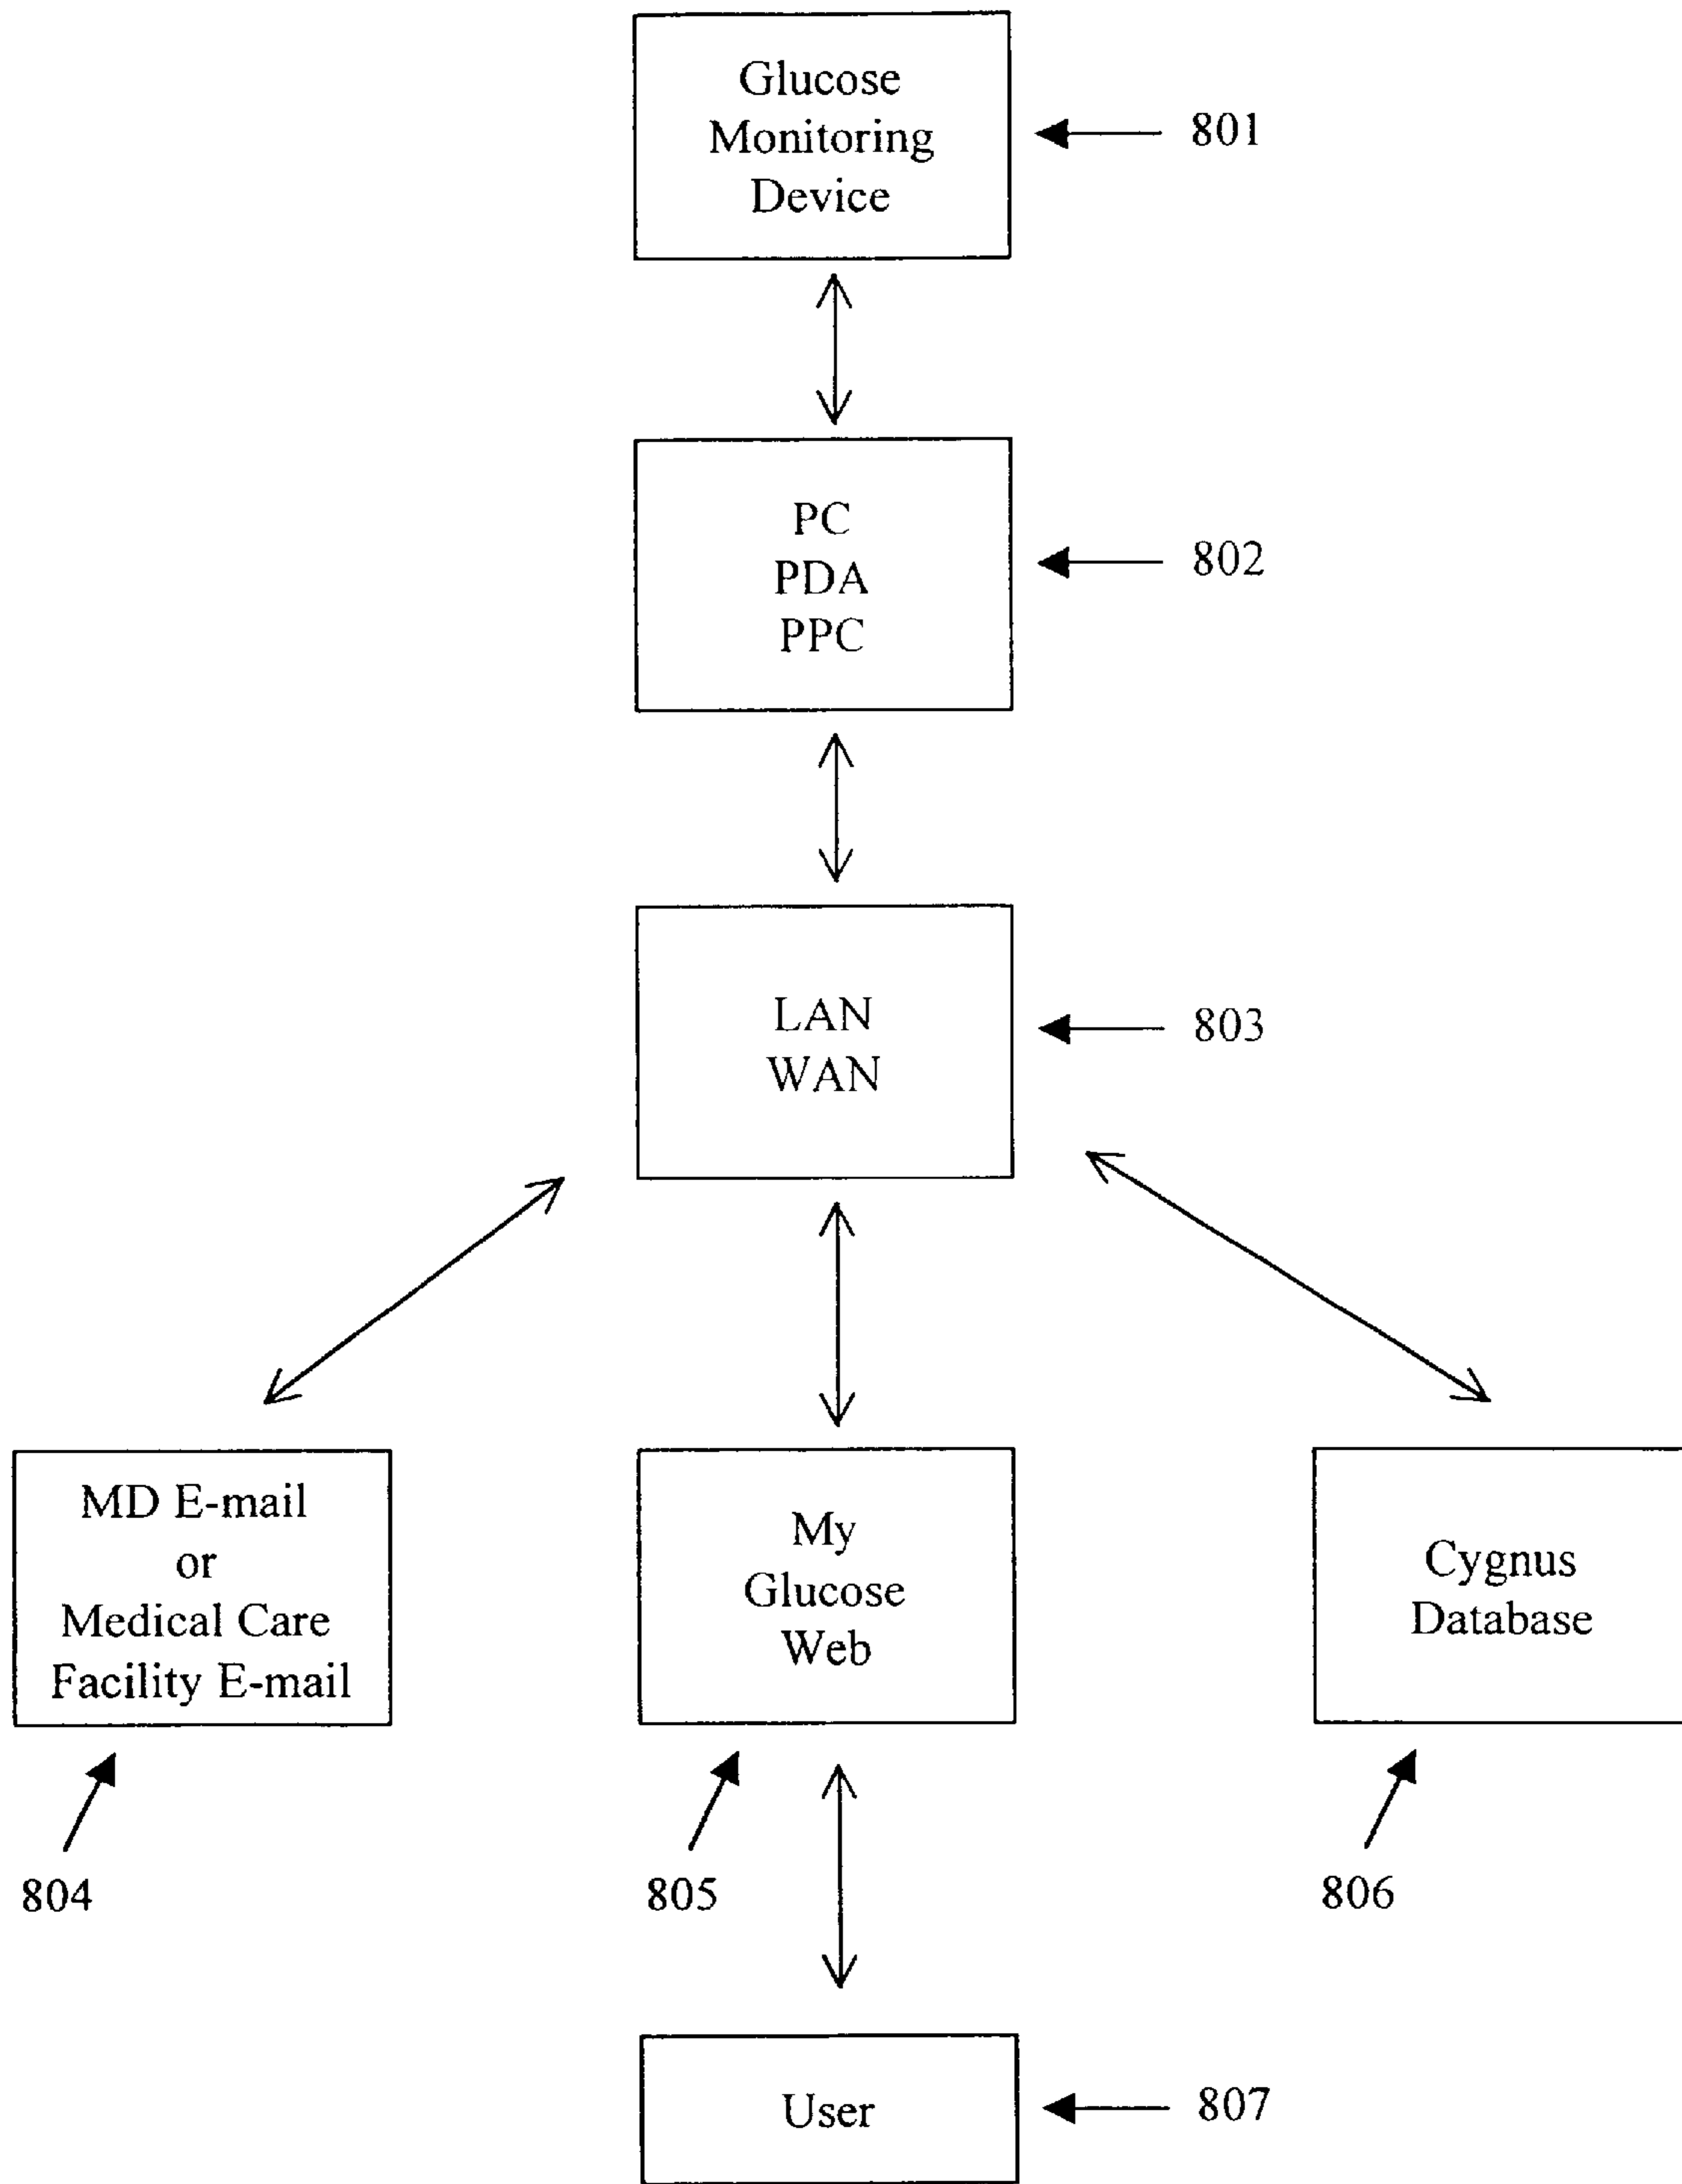 Glucose
Monitoring
Device
801
PC
PDA
PPC
802
LAN
WAN
803
MD E-mail
or
Medical Care
Facility E-mail
My
Glucose
Web
Cygnus
Database
804
805
806
User
807